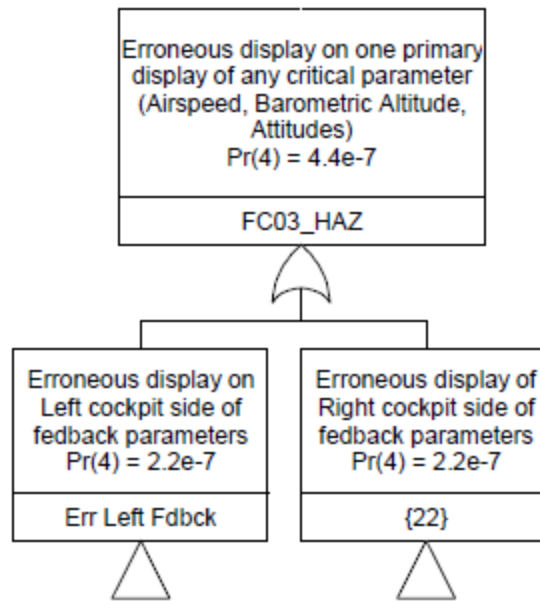 Erroneous display on one primary
display of any critical parameter
(Airspeed, Barometric Altitude,
Attitudes)
Pr(4) = 4.4e-7
FC03_HAZ
Erroneous display on
Left cockpit side of
fedback parameters
Pr(4) = 2.2e-7
Err Left Fdbck
Erroneous display of
Right cockpit side of
fedback parameters
Pr(4) = 2.2e-7
{22}